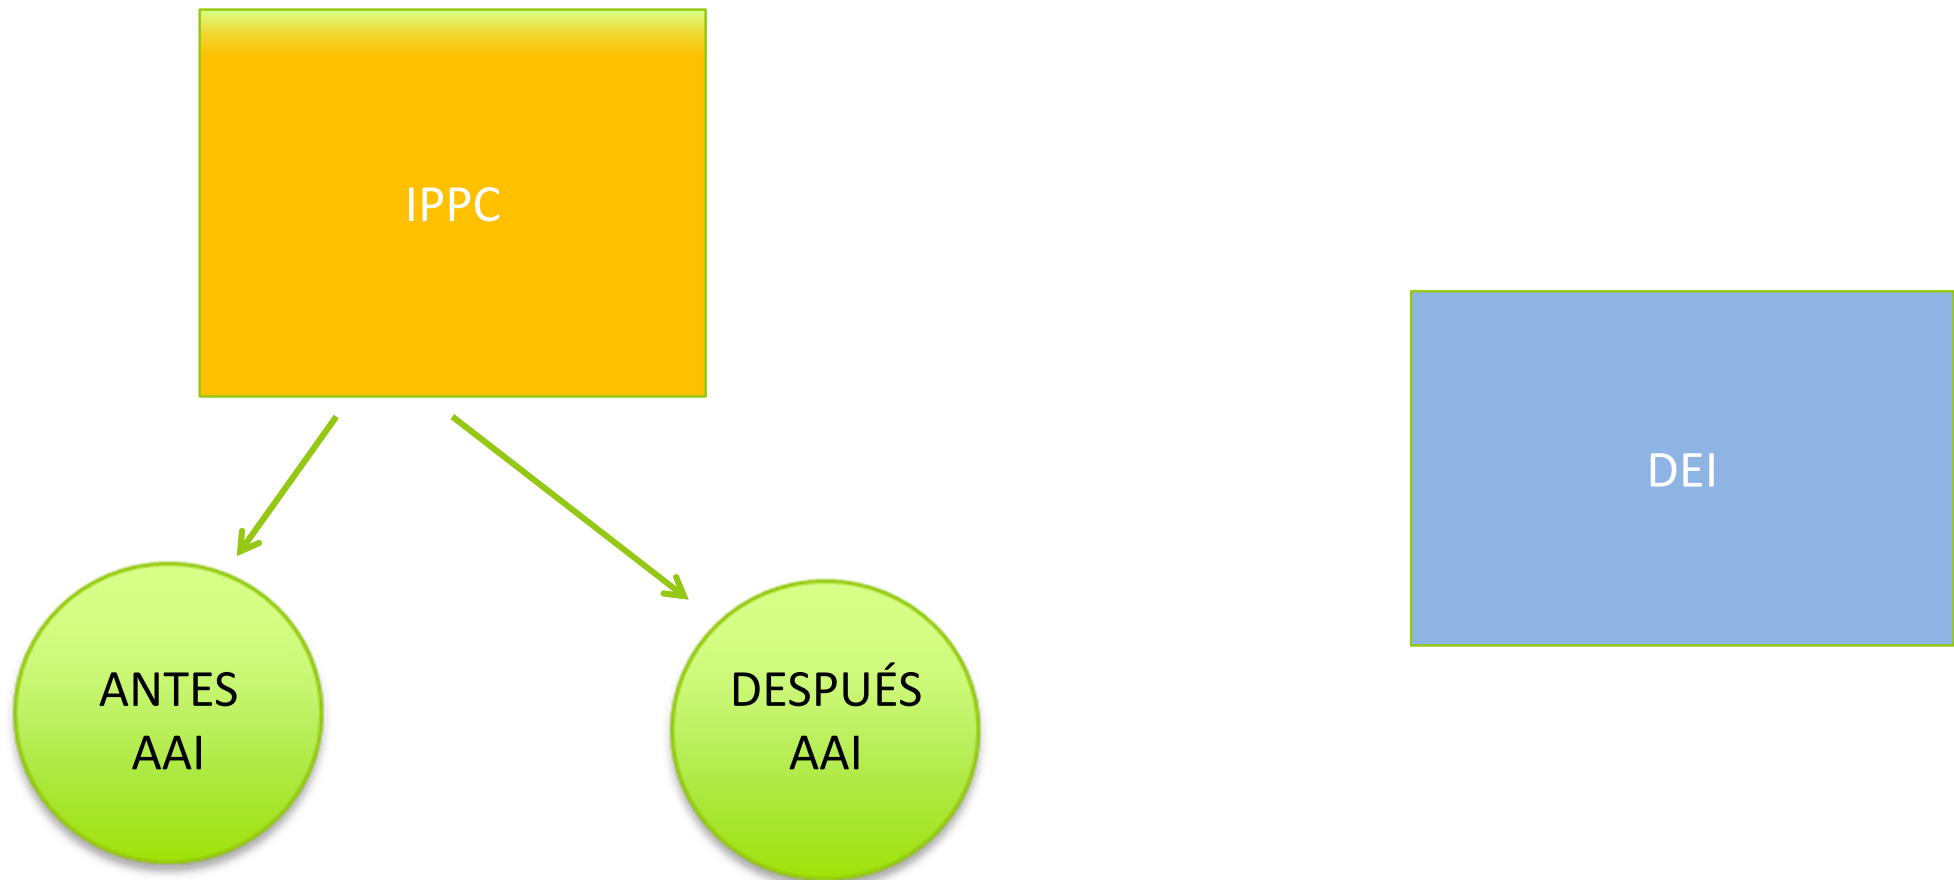 IPPC
DEI
ANTES
AAI
DESPUÉS
AAI